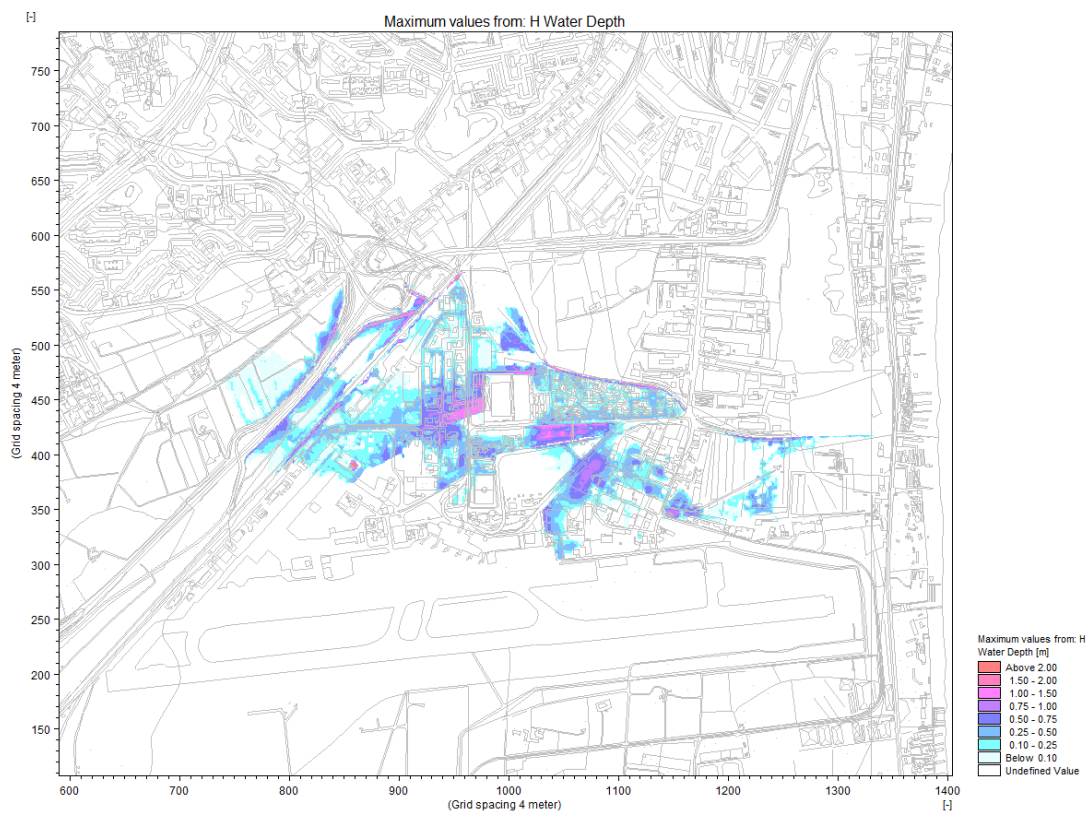 [-]
Maximum values from: H Water Depth
750
700
650
600
550
500
450
400
350
300
250
200
150
(Grid spacing 4 meter)
600 700 800 900 1000 1100 1200 1300 1400
(Grid spacing 4 meter)
[-]
Maximum values from: H
Water Depth [m]
Above 2.00
1.50 - 2.00
1.00 - 1.50
0.75 - 1.00
0.50 - 0.75
0.25 - 0.50
0.10 - 0.25
Below 0.10
Undefined Value